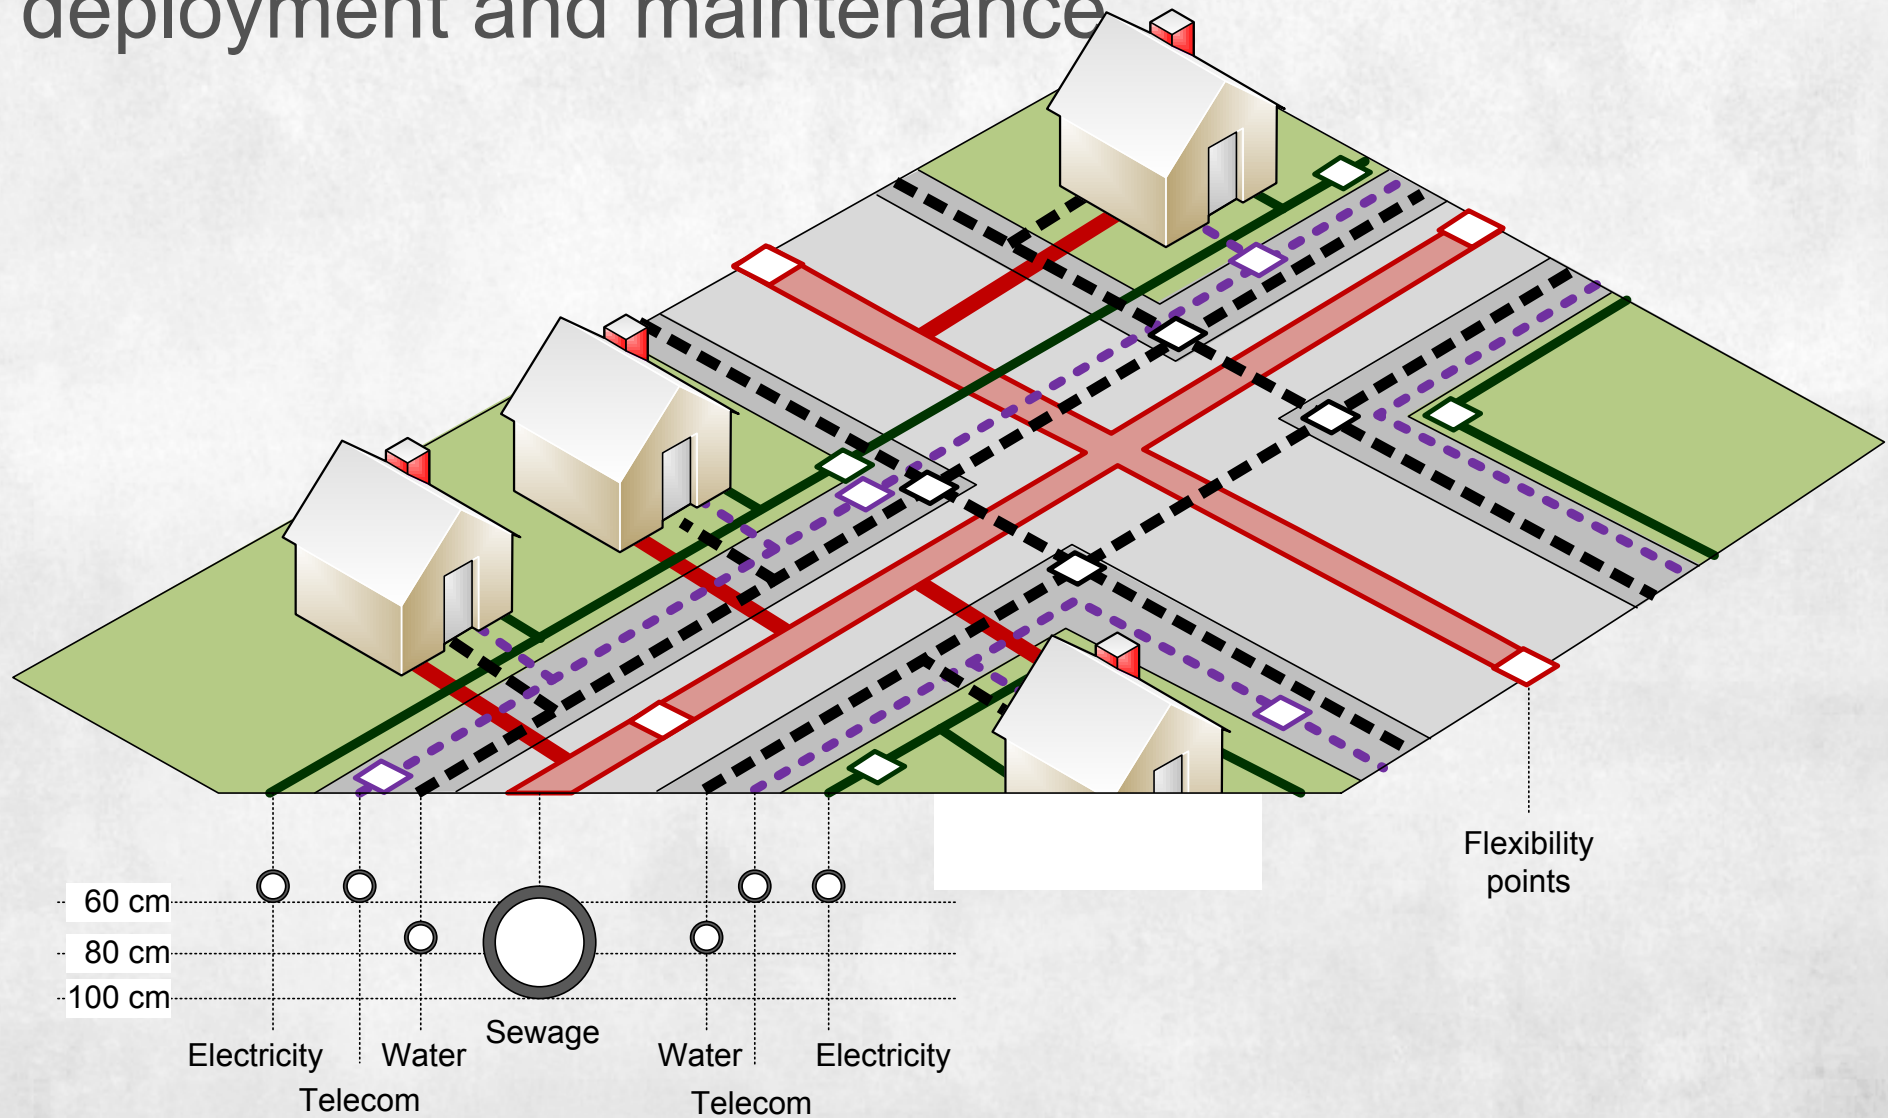 deployment and maintenance
Flexibility
points
60 cm
80 cm
100 cm
Sewage
Electricity Water Water Electricity
Telecom Telecom